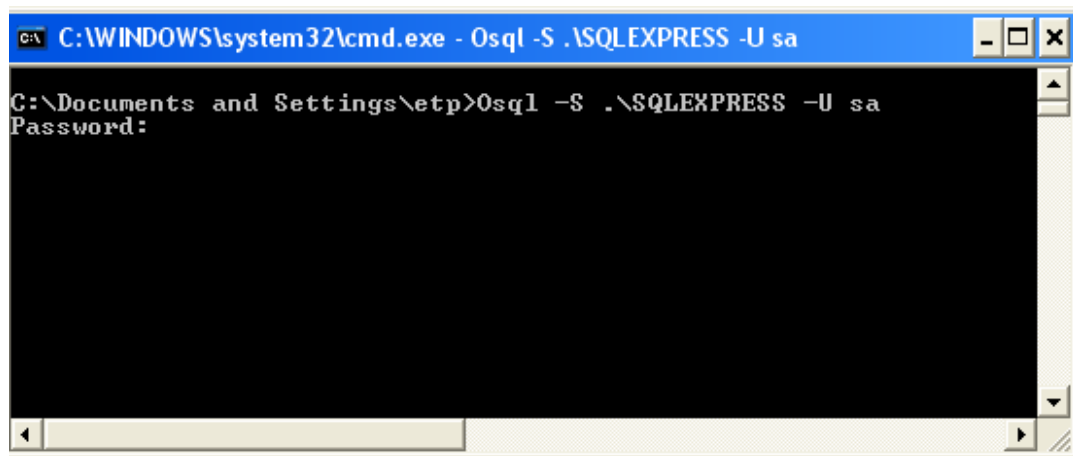 C:\WINDOWS\system32\cmd.exe - Osql -S .\SQLEXPRESS -U sa
C:\Documents and Settings\etp>Osql -S .\SQLEXPRESS -U sa
Password: